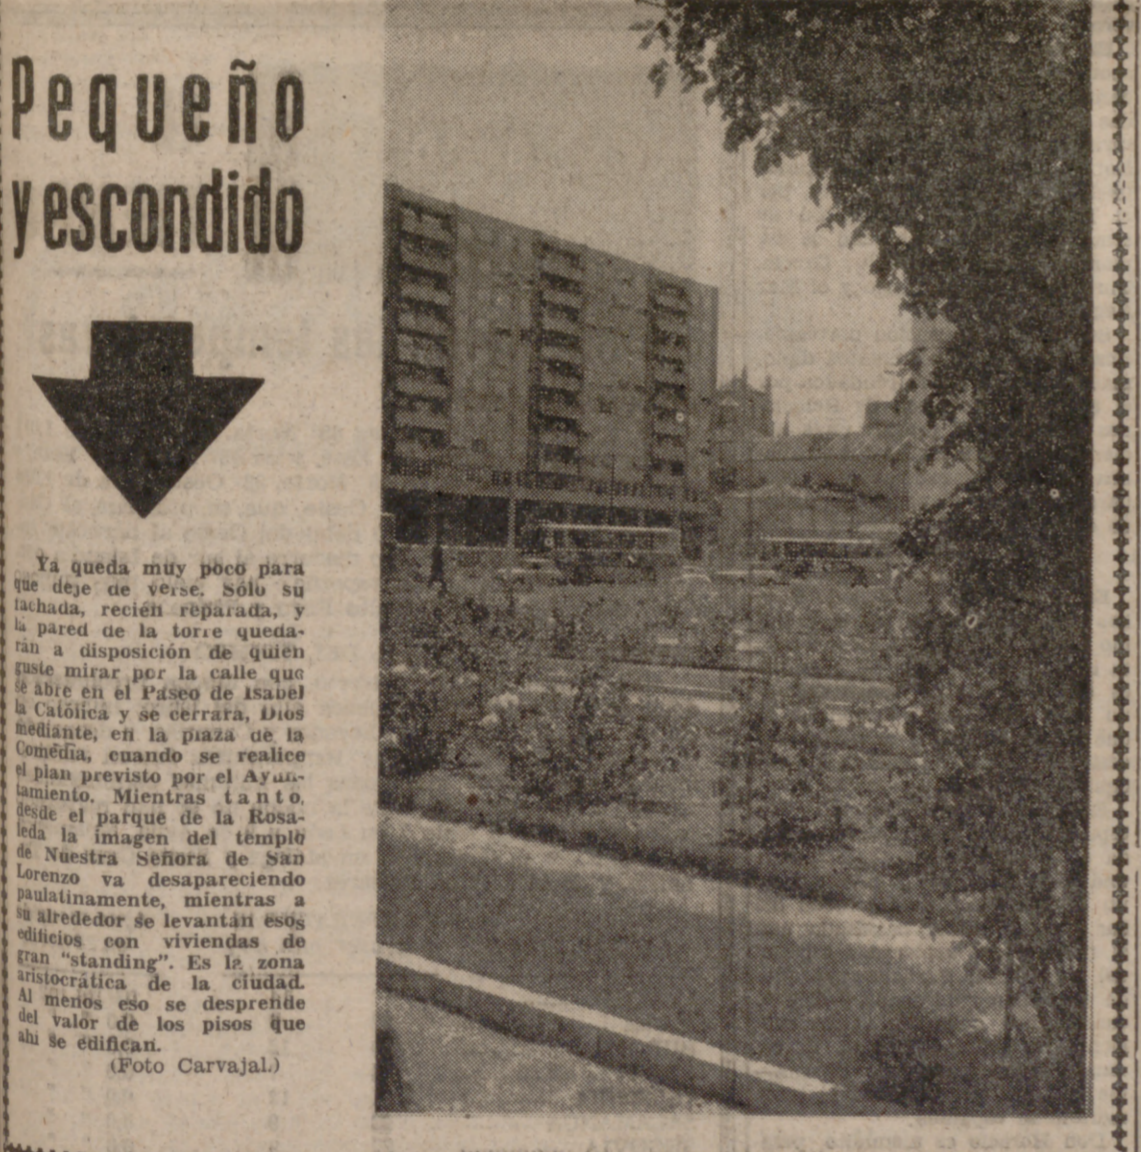 Pequeño
y escondido
Ya queda muy poco para
que deje de verse. Sólo su
fachada, recién reparada, y
la pared de la torre queda-
rán a disposición de quien
guste mirar por la calle que
se abre en el Paseo de Isabel
la Católica y se cerrará, Dios
mediante, en la plaza de la
Comedia, cuando se realice
el plan previsto por el Ayun-
tamiento. Mientras tanto,
desde el parque de la Rosa-
leda la imagen del templo
de Nuestra Señora de San
Lorenzo va desapareciendo
paulatinamente, mientras a
su alrededor se levantan esos
edificios con viviendas de
gran "standing". Es la zona
aristocrática de la ciudad.
Al menos eso se desprende
del valor de los pisos que
ahí se edifican.
(Foto Carvajal.)